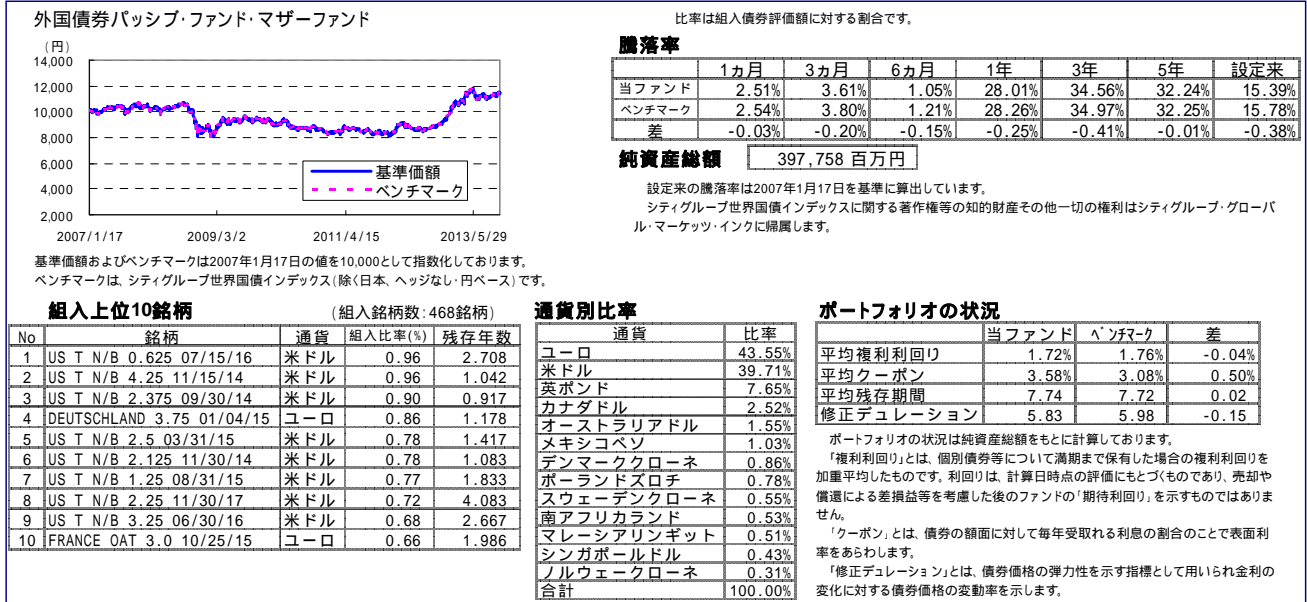 外国債券パッシブ･ファンド･マザーファンド
(円)
14,000
12,000
10,000
8,000
6,000
4,000
2,000
基準価額
ベンチマーク
2007/1/17 2009/3/2 2011/4/15 2013/5/29
基準価額およびベンチマークは2007年1月17日の値を10,000として指数化しております。
ベンチマークは、シティグループ世界国債インデックス(除く日本、ヘッジなし･円ベース)です。
比率は組入債券評価額に対する割合です。
騰落率
1ヵ月 3ヵ月 6ヵ月 1年 3年 5年 設定来
当ファンド 2.51% 3.61% 1.05% 28.01% 34.56% 32.24% 15.39%
ベンチマーク 2.54% 3.80% 1.21% 28.26% 34.97% 32.25% 15.78%
差 -0.03% -0.20% -0.15% -0.25% -0.41% -0.01% -0.38%
純資産総額 397,758 百万円
設定来の騰落率は2007年1月17日を基準に算出しています。
シティグループ世界国債インデックスに関する著作権等の知的財産その他一切の権利はシティグループ･グローバ
ル･マーケッツ･インクに帰属します。
組入上位10銘柄 (組入銘柄数:468銘柄)
No 銘柄 通貨 組入比率(%) 残存年数
1 US T N/B 0.625 07/15/16 米ドル 0.96 2.708
2 US T N/B 4.25 11/15/14 米ドル 0.96 1.042
3 US T N/B 2.375 09/30/14 米ドル 0.90 0.917
4 DEUTSCHLAND 3.75 01/04/15 ユーロ 0.86 1.178
5 US T N/B 2.5 03/31/15 米ドル 0.78 1.417
6 US T N/B 2.125 11/30/14 米ドル 0.78 1.083
7 US T N/B 1.25 08/31/15 米ドル 0.77 1.833
8 US T N/B 2.25 11/30/17 米ドル 0.72 4.083
9 US T N/B 3.25 06/30/16 米ドル 0.68 2.667
10 FRANCE OAT 3.0 10/25/15 ユーロ 0.66 1.986
通貨別比率
通貨 比率
ユーロ 43.55%
米ドル 39.71%
英ポンド 7.65%
カナダドル 2.52%
オーストラリアドル 1.55%
メキシコペソ 1.03%
デンマーククローネ 0.86%
ポーランドズロチ 0.78%
スウェーデンクローネ 0.55%
南アフリカランド 0.53%
マレーシアリンギット 0.51%
シンガポールドル 0.43%
ノルウェークローネ 0.31%
合計 100.00%
ポートフォリオの状況
当ファンド ベンチマーク 差
平均複利利回り 1.72% 1.76% -0.04%
平均クーポン 3.58% 3.08% 0.50%
平均残存期間 7.74 7.72 0.02
修正デュレーション 5.83 5.98 -0.15
ポートフォリオの状況は純資産総額をもとに計算しております。
「複利利回り」とは、個別債券等について満期まで保有した場合の複利利回りを
加重平均したものです。利回りは、計算日時点の評価にもとづくものであり、売却や
償還による差損益等を考慮した後のファンドの「期待利回り」を示すものではありま
せん。
「クーポン」とは、債券の額面に対して毎年受取れる利息の割合のことで表面利
率をあらわします。
「修正デュレーション」とは、債券価格の弾力性を示す指標として用いられ金利の
変化に対する債券価格の変動率を示します。